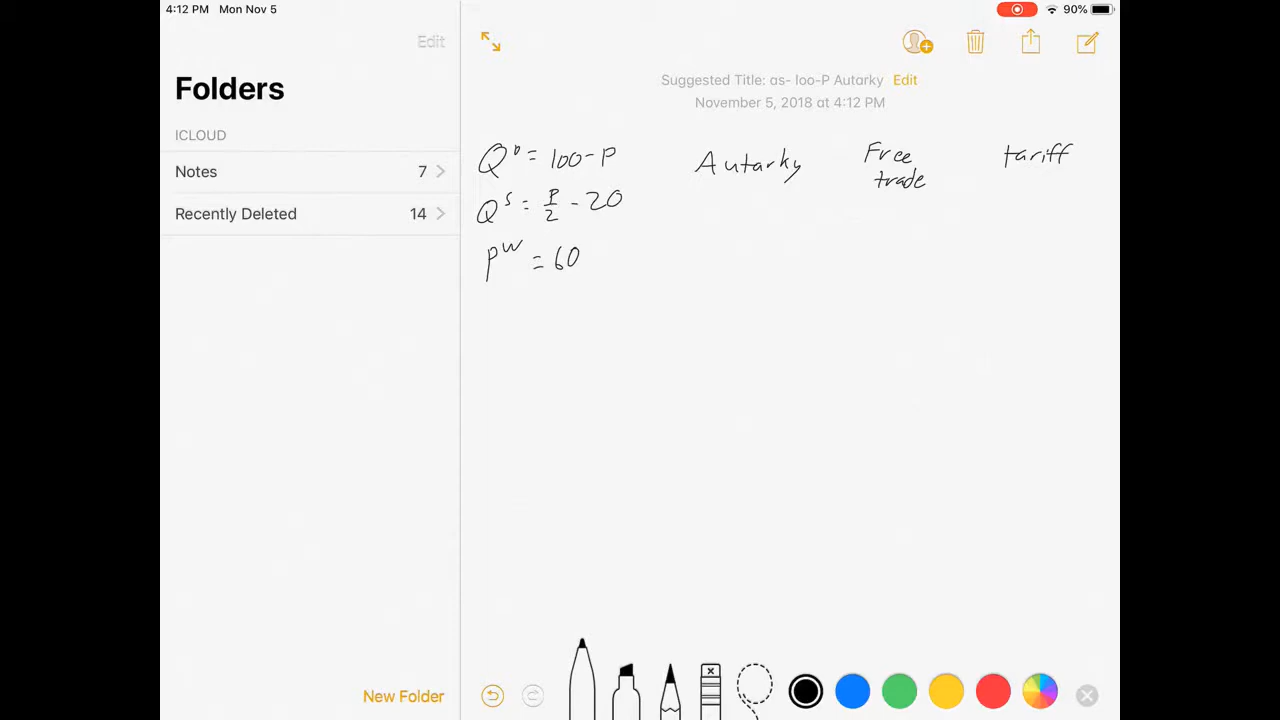 4:12 PM Mon Nov 5
90%
Edit
Folders
ICLOUD
Notes 7
Recently Deleted 14
New Folder
Suggested Title: as- loo-P Autarky Edit
November 5, 2018 at 4:12 PM
Q^D = 100 - P
Q^S = P/2 - 20
P^W = 60
Autarky
Free
trade
tariff